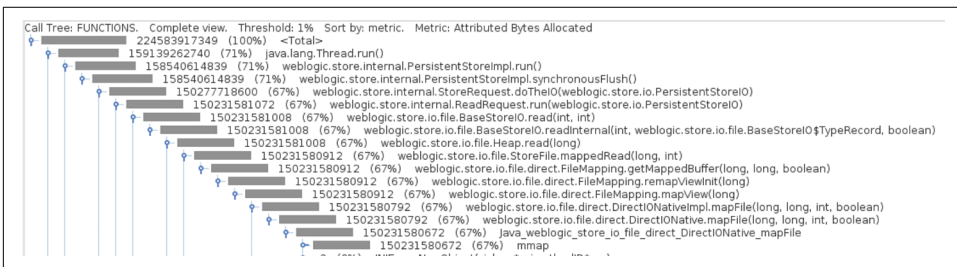 Call Tree: FUNCTIONS. Complete view. Threshold: 1% Sort by: metric. Metric: Attributed Bytes Allocated
224583917349 (100%) <Total>
159139262740 (71%) java.lang.Thread.run()
158540614839 (71%) weblogic.store.internal.PersistentStoreImpl.run()
158540614839 (71%) weblogic.store.internal.PersistentStoreImpl.synchronousFlush()
150277718600 (67%) weblogic.store.internal.StoreRequest.doTheIO(weblogic.store.io.PersistentStoreIO)
150231581072 (67%) weblogic.store.internal.ReadRequest.run(weblogic.store.io.PersistentStoreIO)
150231581008 (67%) weblogic.store.io.file.BaseStoreIO.read(int, int)
150231581008 (67%) weblogic.store.io.file.BaseStoreIO.readInternal(int, weblogic.store.io.file.BaseStoreIO$TypeRecord, boolean)
150231581008 (67%) weblogic.store.io.file.Heap.read(long)
150231580912 (67%) weblogic.store.io.file.StoreFile.mappedRead(long, int)
150231580912 (67%) weblogic.store.io.file.direct.FileMapping.getMappedBuffer(long, long, boolean)
150231580912 (67%) weblogic.store.io.file.direct.FileMapping.remapViewInit(long)
150231580912 (67%) weblogic.store.io.file.direct.FileMapping.mapView(long)
150231580792 (67%) weblogic.store.io.file.direct.DirectIONativeImpl.mapFile(long, long, int, boolean)
150231580792 (67%) weblogic.store.io.file.direct.DirectIONative.mapFile(long, long, int, boolean)
150231580672 (67%) Java_weblogic_store_io_file_direct_DirectIONative_mapFile
150231580672 (67%) mmap